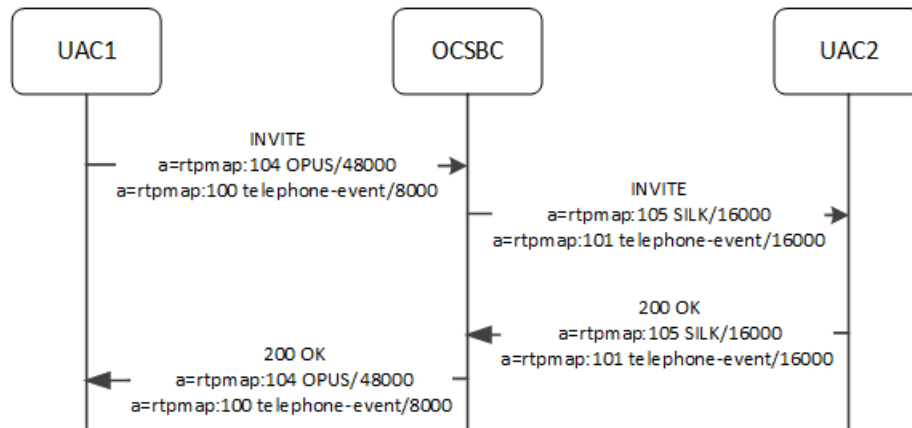 UAC1
OCSBC
UAC2
INVITE
a=rtpmap:104 OPUS/48000
a=rtpmap:100 telephone-event/8000
INVITE
a=rtpmap:105 SILK/16000
a=rtpmap:101 telephone-event/16000
200 OK
a=rtpmap:105 SILK/16000
a=rtpmap:101 telephone-event/16000
200 OK
a=rtpmap:104 OPUS/48000
a=rtpmap:100 telephone-event/8000